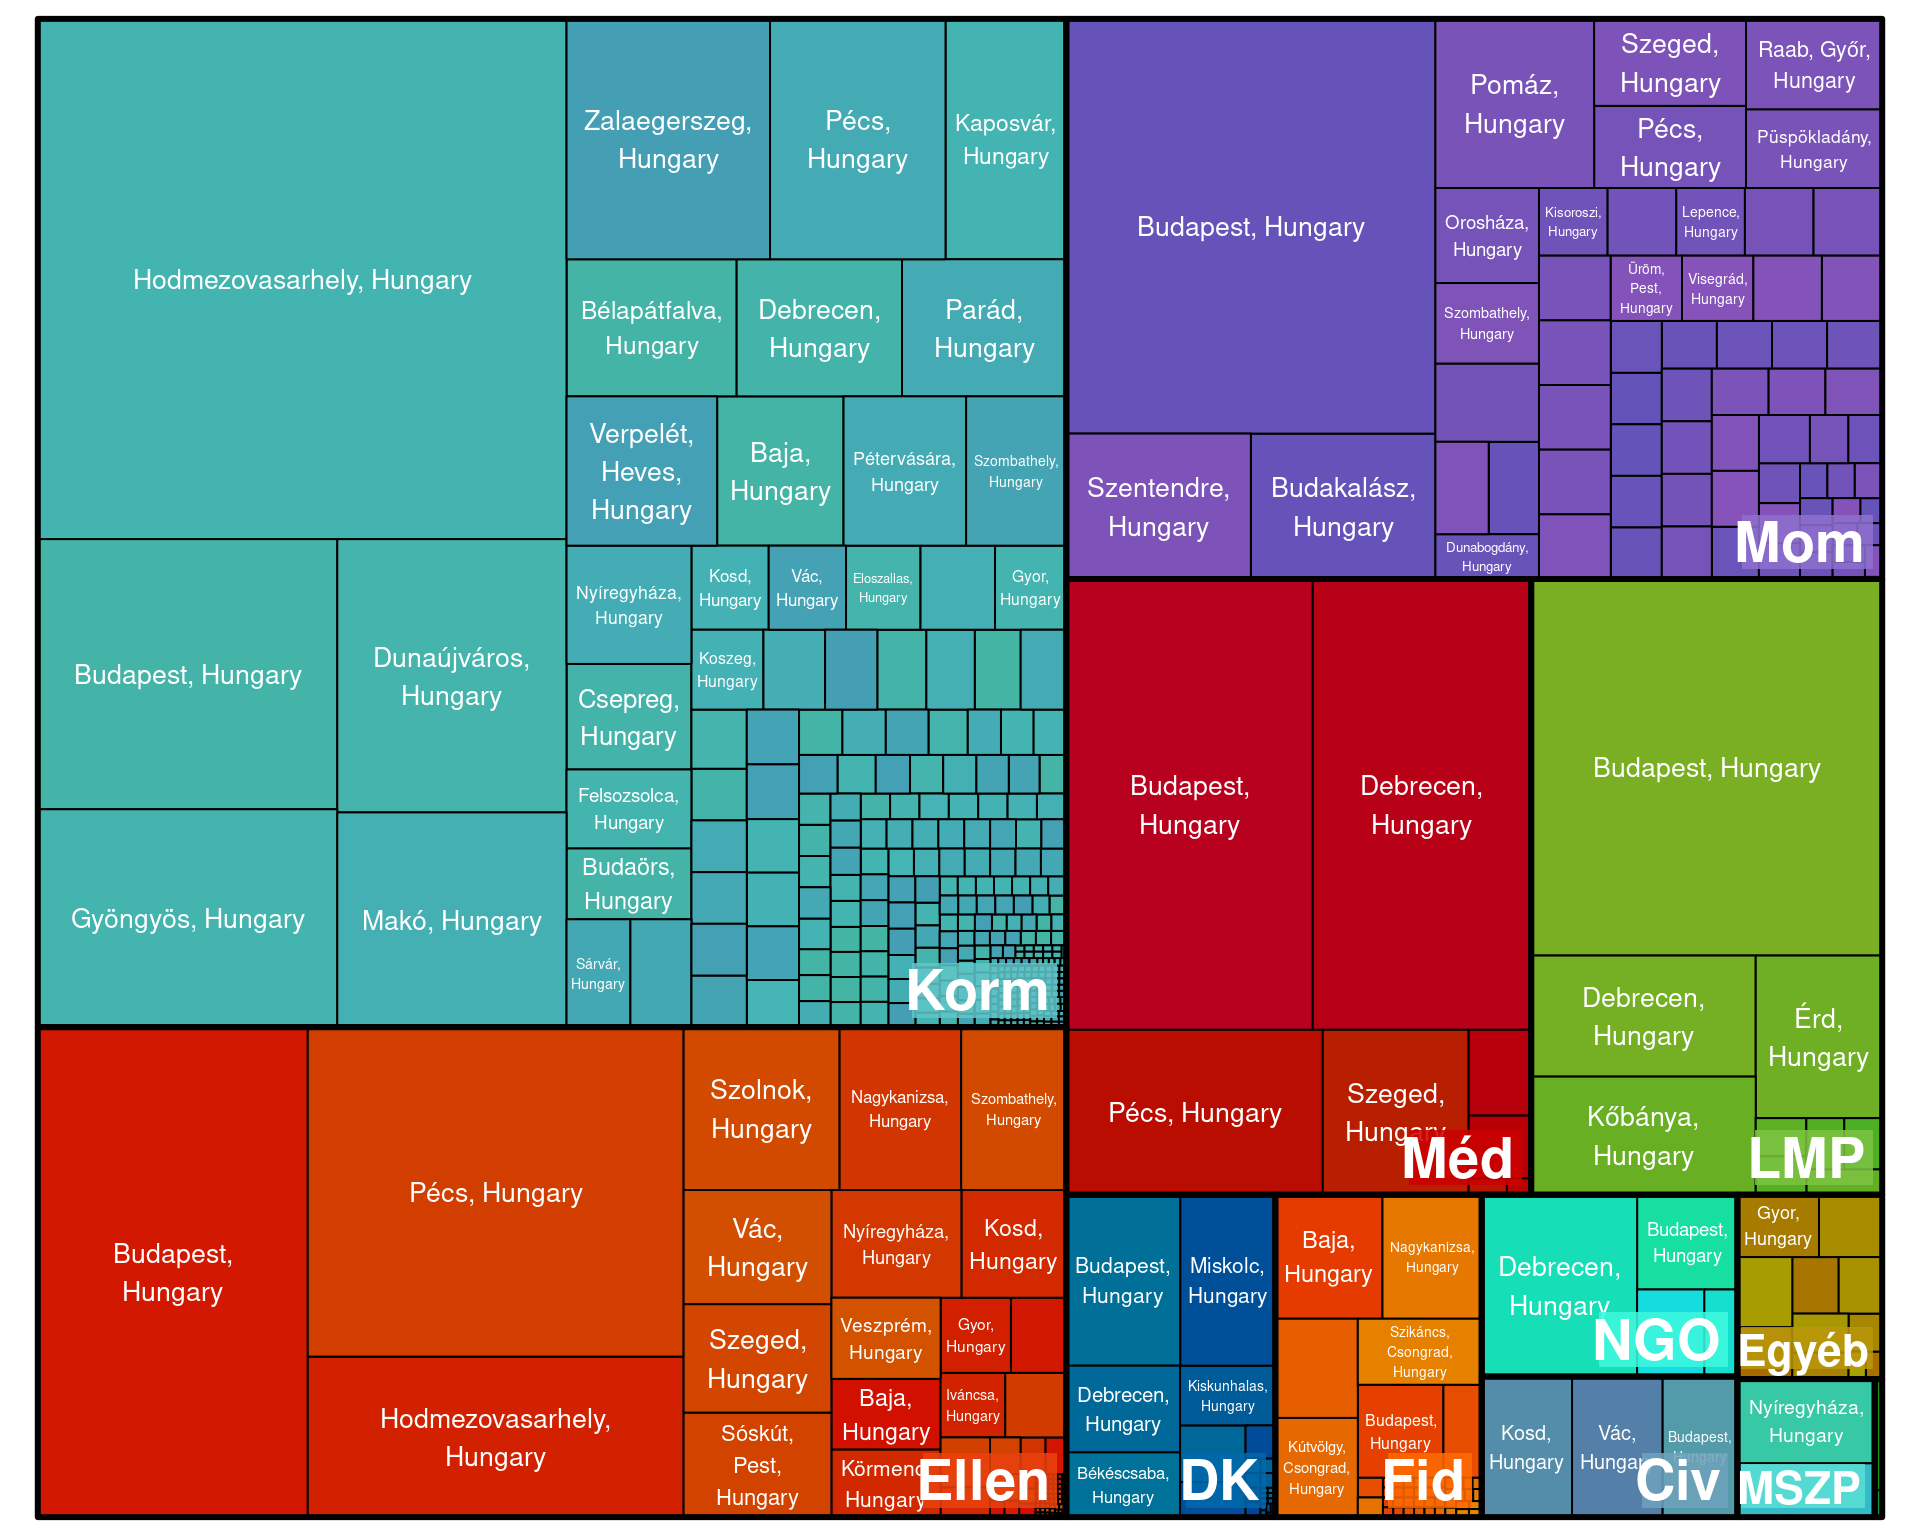 Hodmezovasarhely, Hungary
Budapest, Hungary
Dunaújváros,
Hungary
Gyöngyös, Hungary
Makó, Hungary
Zalaegerszeg,
Hungary
Pécs,
Hungary
Kaposvár,
Hungary
Bélapátfalva,
Hungary
Debrecen,
Hungary
Parád,
Hungary
Verpelét,
Heves,
Hungary
Baja,
Hungary
Pétervására,
Hungary
Szombathely,
Hungary
Nyíregyháza,
Hungary
Kosd,
Hungary
Vác,
Hungary
Eloszallas,
Hungary
Gyor,
Hungary
Koszeg,
Hungary
Csepreg,
Hungary
Felsozsolca,
Hungary
Budaörs,
Hungary
Sárvár,
Hungary
Korm
Budapest, Hungary
Szentendre,
Hungary
Budakalász,
Hungary
Pomáz,
Hungary
Szeged,
Hungary
Raab, Győr,
Hungary
Pécs,
Hungary
Püspökladány,
Hungary
Orosháza,
Hungary
Kisoroszi,
Hungary
Lepence,
Hungary
Üröm,
Pest,
Hungary
Visegrád,
Hungary
Szombathely,
Hungary
Dunabogdány,
Hungary
Mom
Budapest,
Hungary
Debrecen,
Hungary
Pécs, Hungary
Szeged,
Hungary
Méd
Budapest, Hungary
Debrecen,
Hungary
Érd,
Hungary
Kőbánya,
Hungary
LMP
Budapest,
Hungary
Pécs, Hungary
Hodmezovasarhely,
Hungary
Szolnok,
Hungary
Nagykanizsa,
Hungary
Szombathely,
Hungary
Vác,
Hungary
Nyíregyháza,
Hungary
Kosd,
Hungary
Szeged,
Hungary
Veszprém,
Hungary
Gyor,
Hungary
Baja,
Hungary
Iváncsa,
Hungary
Sóskút,
Pest,
Hungary
Körmend,
Hungary
Ellen
Budapest,
Hungary
Miskolc,
Hungary
Debrecen,
Hungary
Kiskunhalas,
Hungary
Békéscsaba,
Hungary
DK
Baja,
Hungary
Nagykanizsa,
Hungary
Szikáncs,
Csongrad,
Hungary
Kútvölgy,
Csongrad,
Hungary
Budapest,
Hungary
Fid
Debrecen,
Hungary
Budapest,
Hungary
NGO
Kosd,
Hungary
Vác,
Hungary
Budapest,
Hungary
Civ
Gyor,
Hungary
Egyéb
Nyíregyháza,
Hungary
MSZP